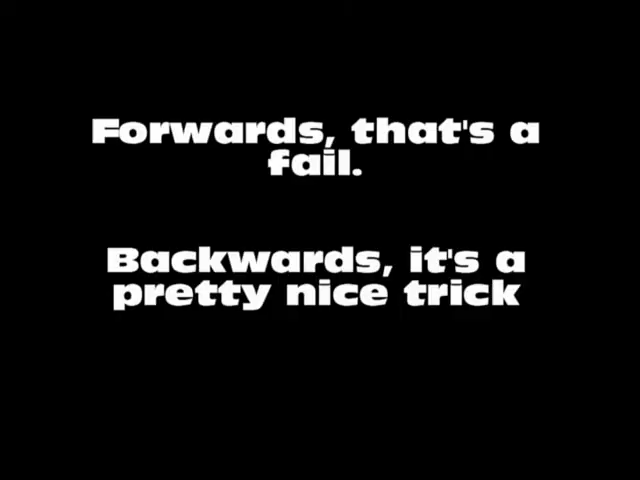 Forwards, that's a
fail.
Backwards, it's a
pretty nice trick